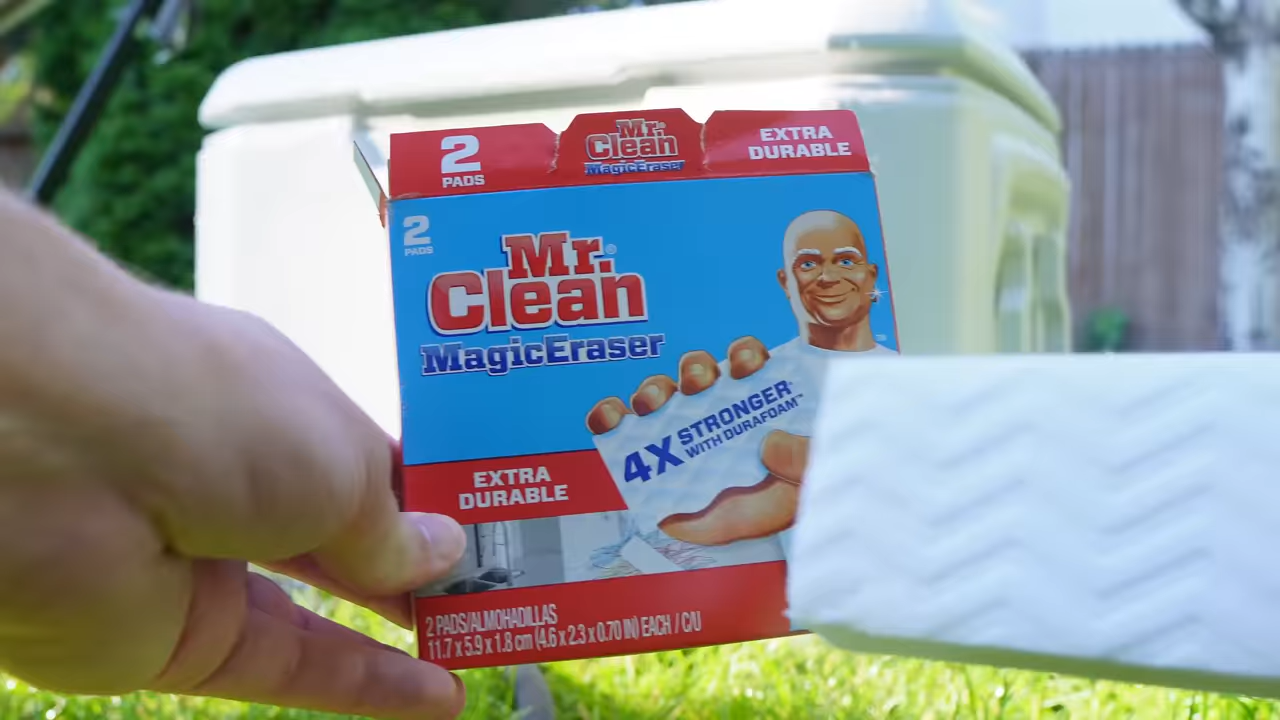 2
PADS
Mr.
Clean
MagicEraser
EXTRA
DURABLE
2
PADS
Mr.®
Clean
MagicEraser
4X STRONGER*
WITH DURAFOAM™
EXTRA
DURABLE
2 PADS/ALMOHADILLAS
11.7 x 5.9 x 1.8 cm (4.6 x 2.3 x 0.70 IN) EACH / C/U